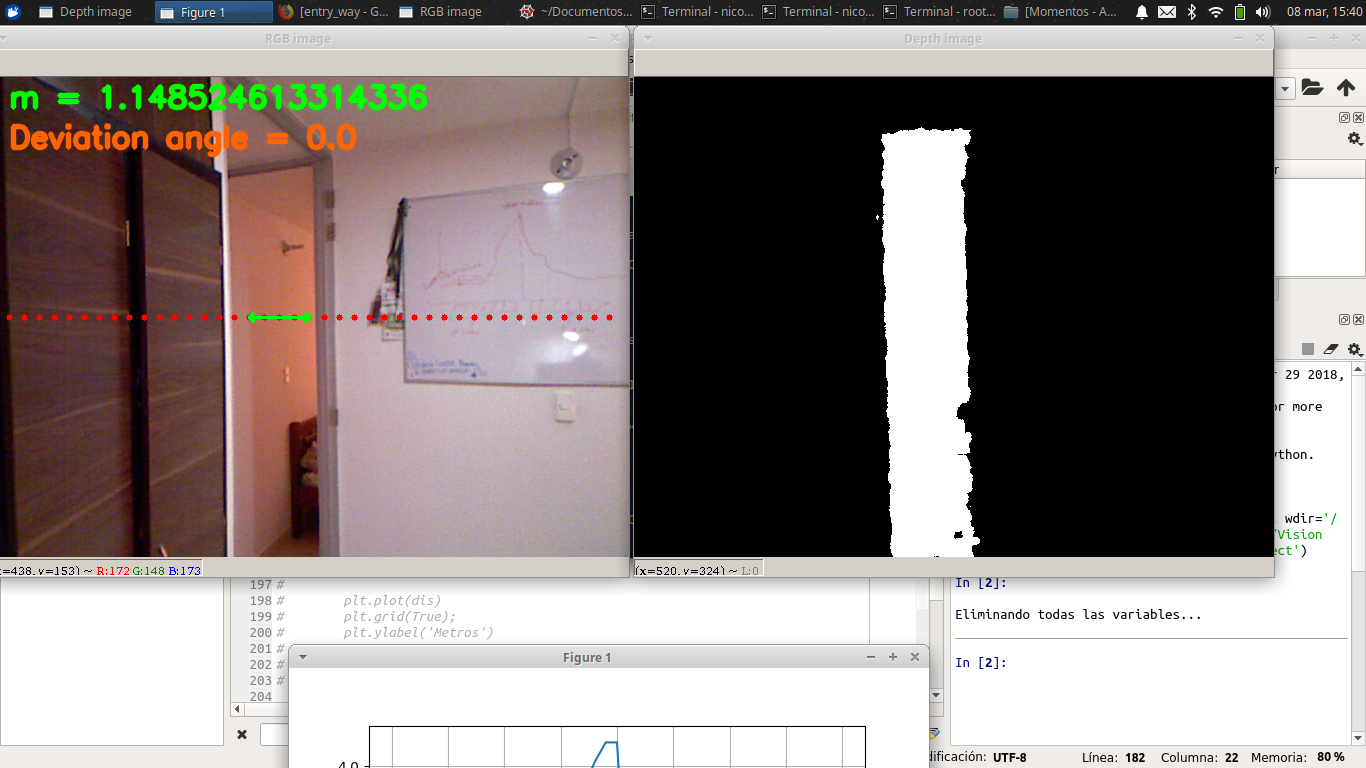 Depth image
Figure 1
[entry_way - G...
RGB image
~/Documentos...
Terminal - nico...
Terminal - nico...
Terminal - root...
[Momentos - A...
08 mar, 15:40
RGB image
Depth image
m = 1.148524613314336
Deviation angle = 0.0
x=438, y=153) ~ R:172 G:148 B:173
(x=520, y=324) ~ L:0
r 29 2018,
or more
ython.
wdir='/
Vision
ect')
In [2]:
Eliminando todas las variables...
In [2]:
197 #
198 # plt.plot(dis)
199 # plt.grid(True);
200 # plt.ylabel('Metros')
201 #
202 #
203 #
204
Figure 1
4.0
dificación: UTF-8
Línea: 182
Columna: 22
Memoria: 80 %